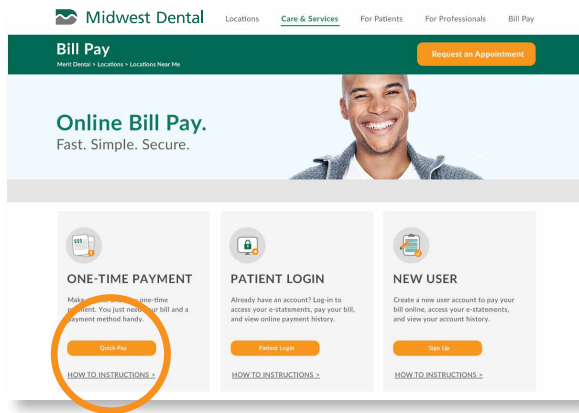 Midwest Dental
Locations Care & Services For Patients For Professionals Bill Pay
Bill Pay
Merit Dental > Locations > Locations Near Me
Request an Appointment
Online Bill Pay.
Fast. Simple. Secure.
$$$
ONE-TIME PAYMENT
Make one-time
payment. You just need your bill and a
payment method handy.
Quick Pay
HOW TO INSTRUCTIONS >
PATIENT LOGIN
Already have an account? Log-in to
access your e-statements, pay your bill,
and view online payment history.
Patient Login
HOW TO INSTRUCTIONS >
NEW USER
Create a new user account to pay your
bill online, access your e-statements,
and view your account history.
Sign Up
HOW TO INSTRUCTIONS >